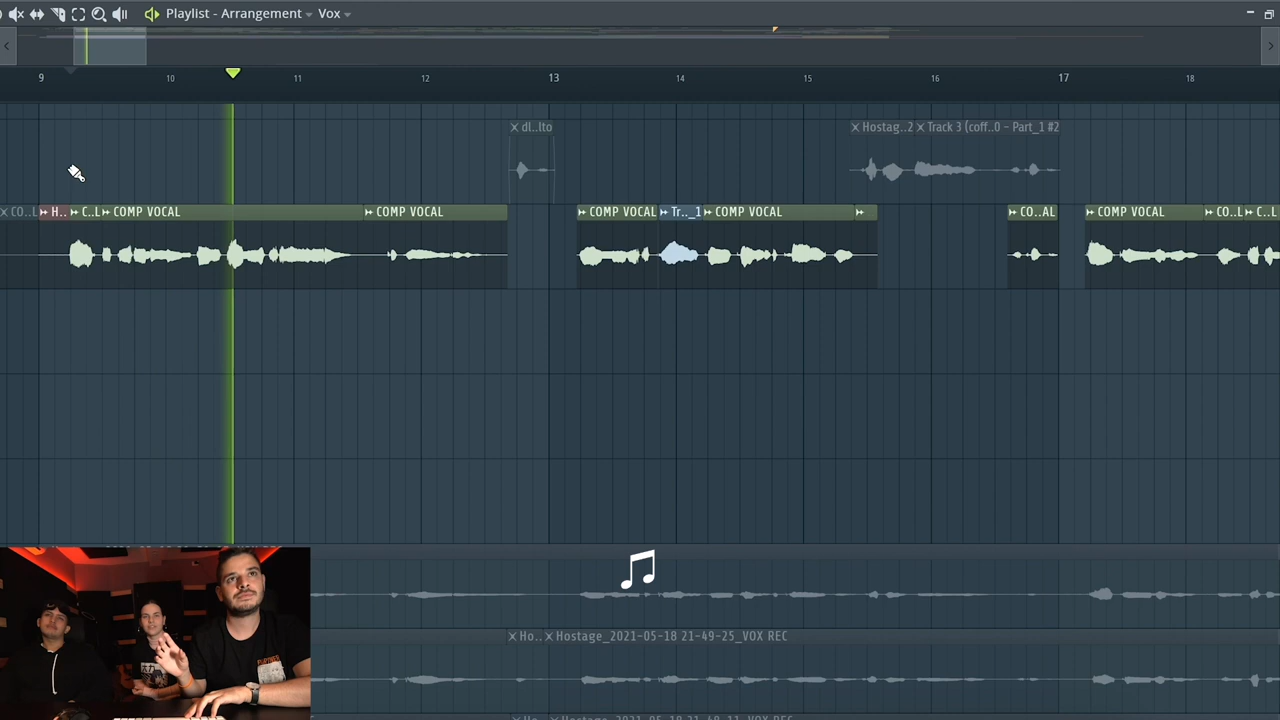 Playlist - Arrangement Vox
9 10 11 12 13 14 15 16 17 18
dl..lto Hostag..2 Track 3 (coff..0 - Part_1 #2
CO..L H.. C..L COMP VOCAL COMP VOCAL COMP VOCAL Tr.._1 COMP VOCAL CO..AL COMP VOCAL CO..L C..L
Ho.. Hostage_2021-05-18 21-49-25_VOX REC